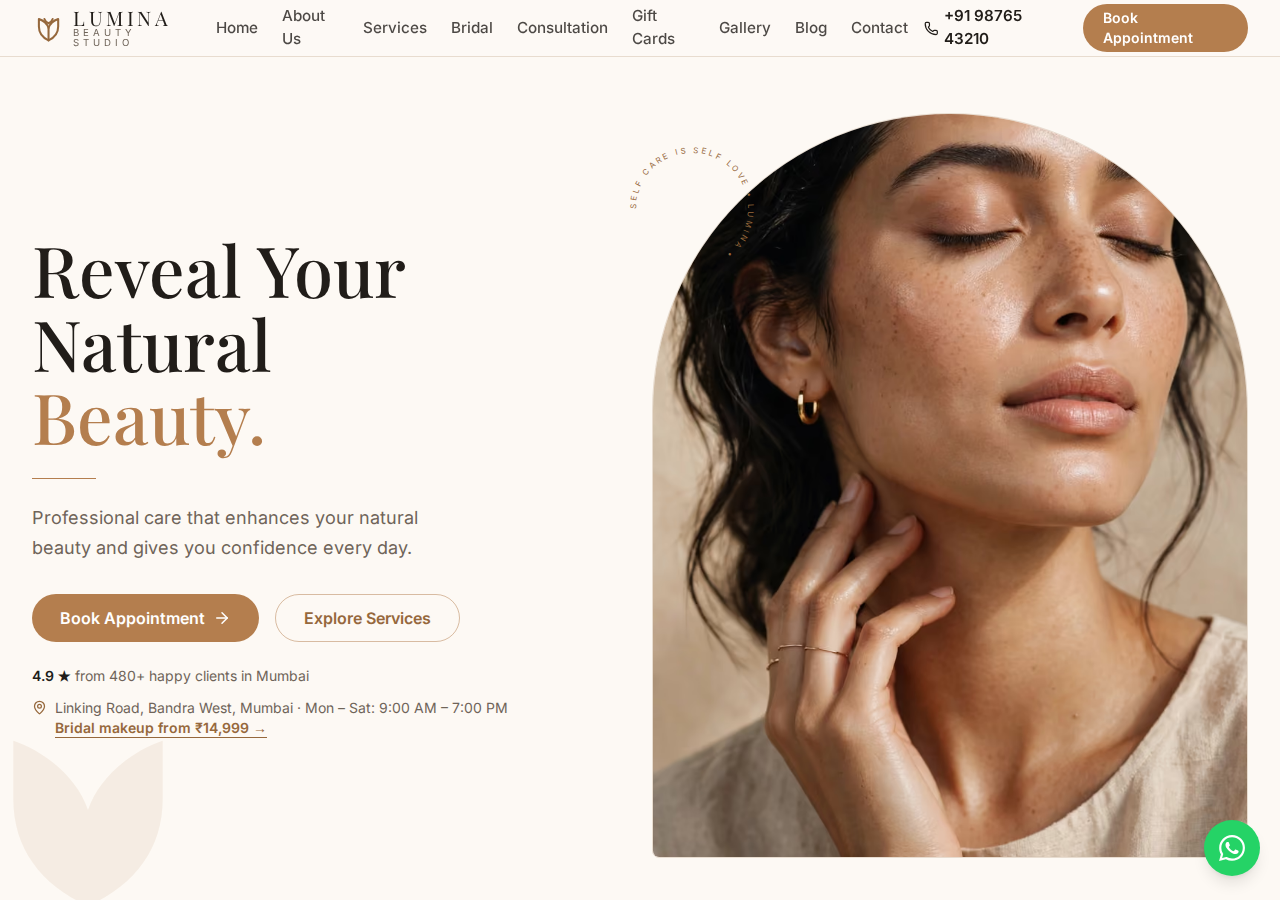 LUMINA
BEAUTY
STUDIO
Home
About
Us
Services
Bridal
Consultation
Gift
Cards
Gallery
Blog
Contact
+91 98765
43210
Book
Appointment
SELF CARE IS SELF LOVE • LUMINA •
Reveal Your
Natural
Beauty.
Professional care that enhances your natural
beauty and gives you confidence every day.
Book Appointment →
Explore Services
4.9 ★ from 480+ happy clients in Mumbai
Linking Road, Bandra West, Mumbai · Mon – Sat: 9:00 AM – 7:00 PM
Bridal makeup from ₹14,999 →